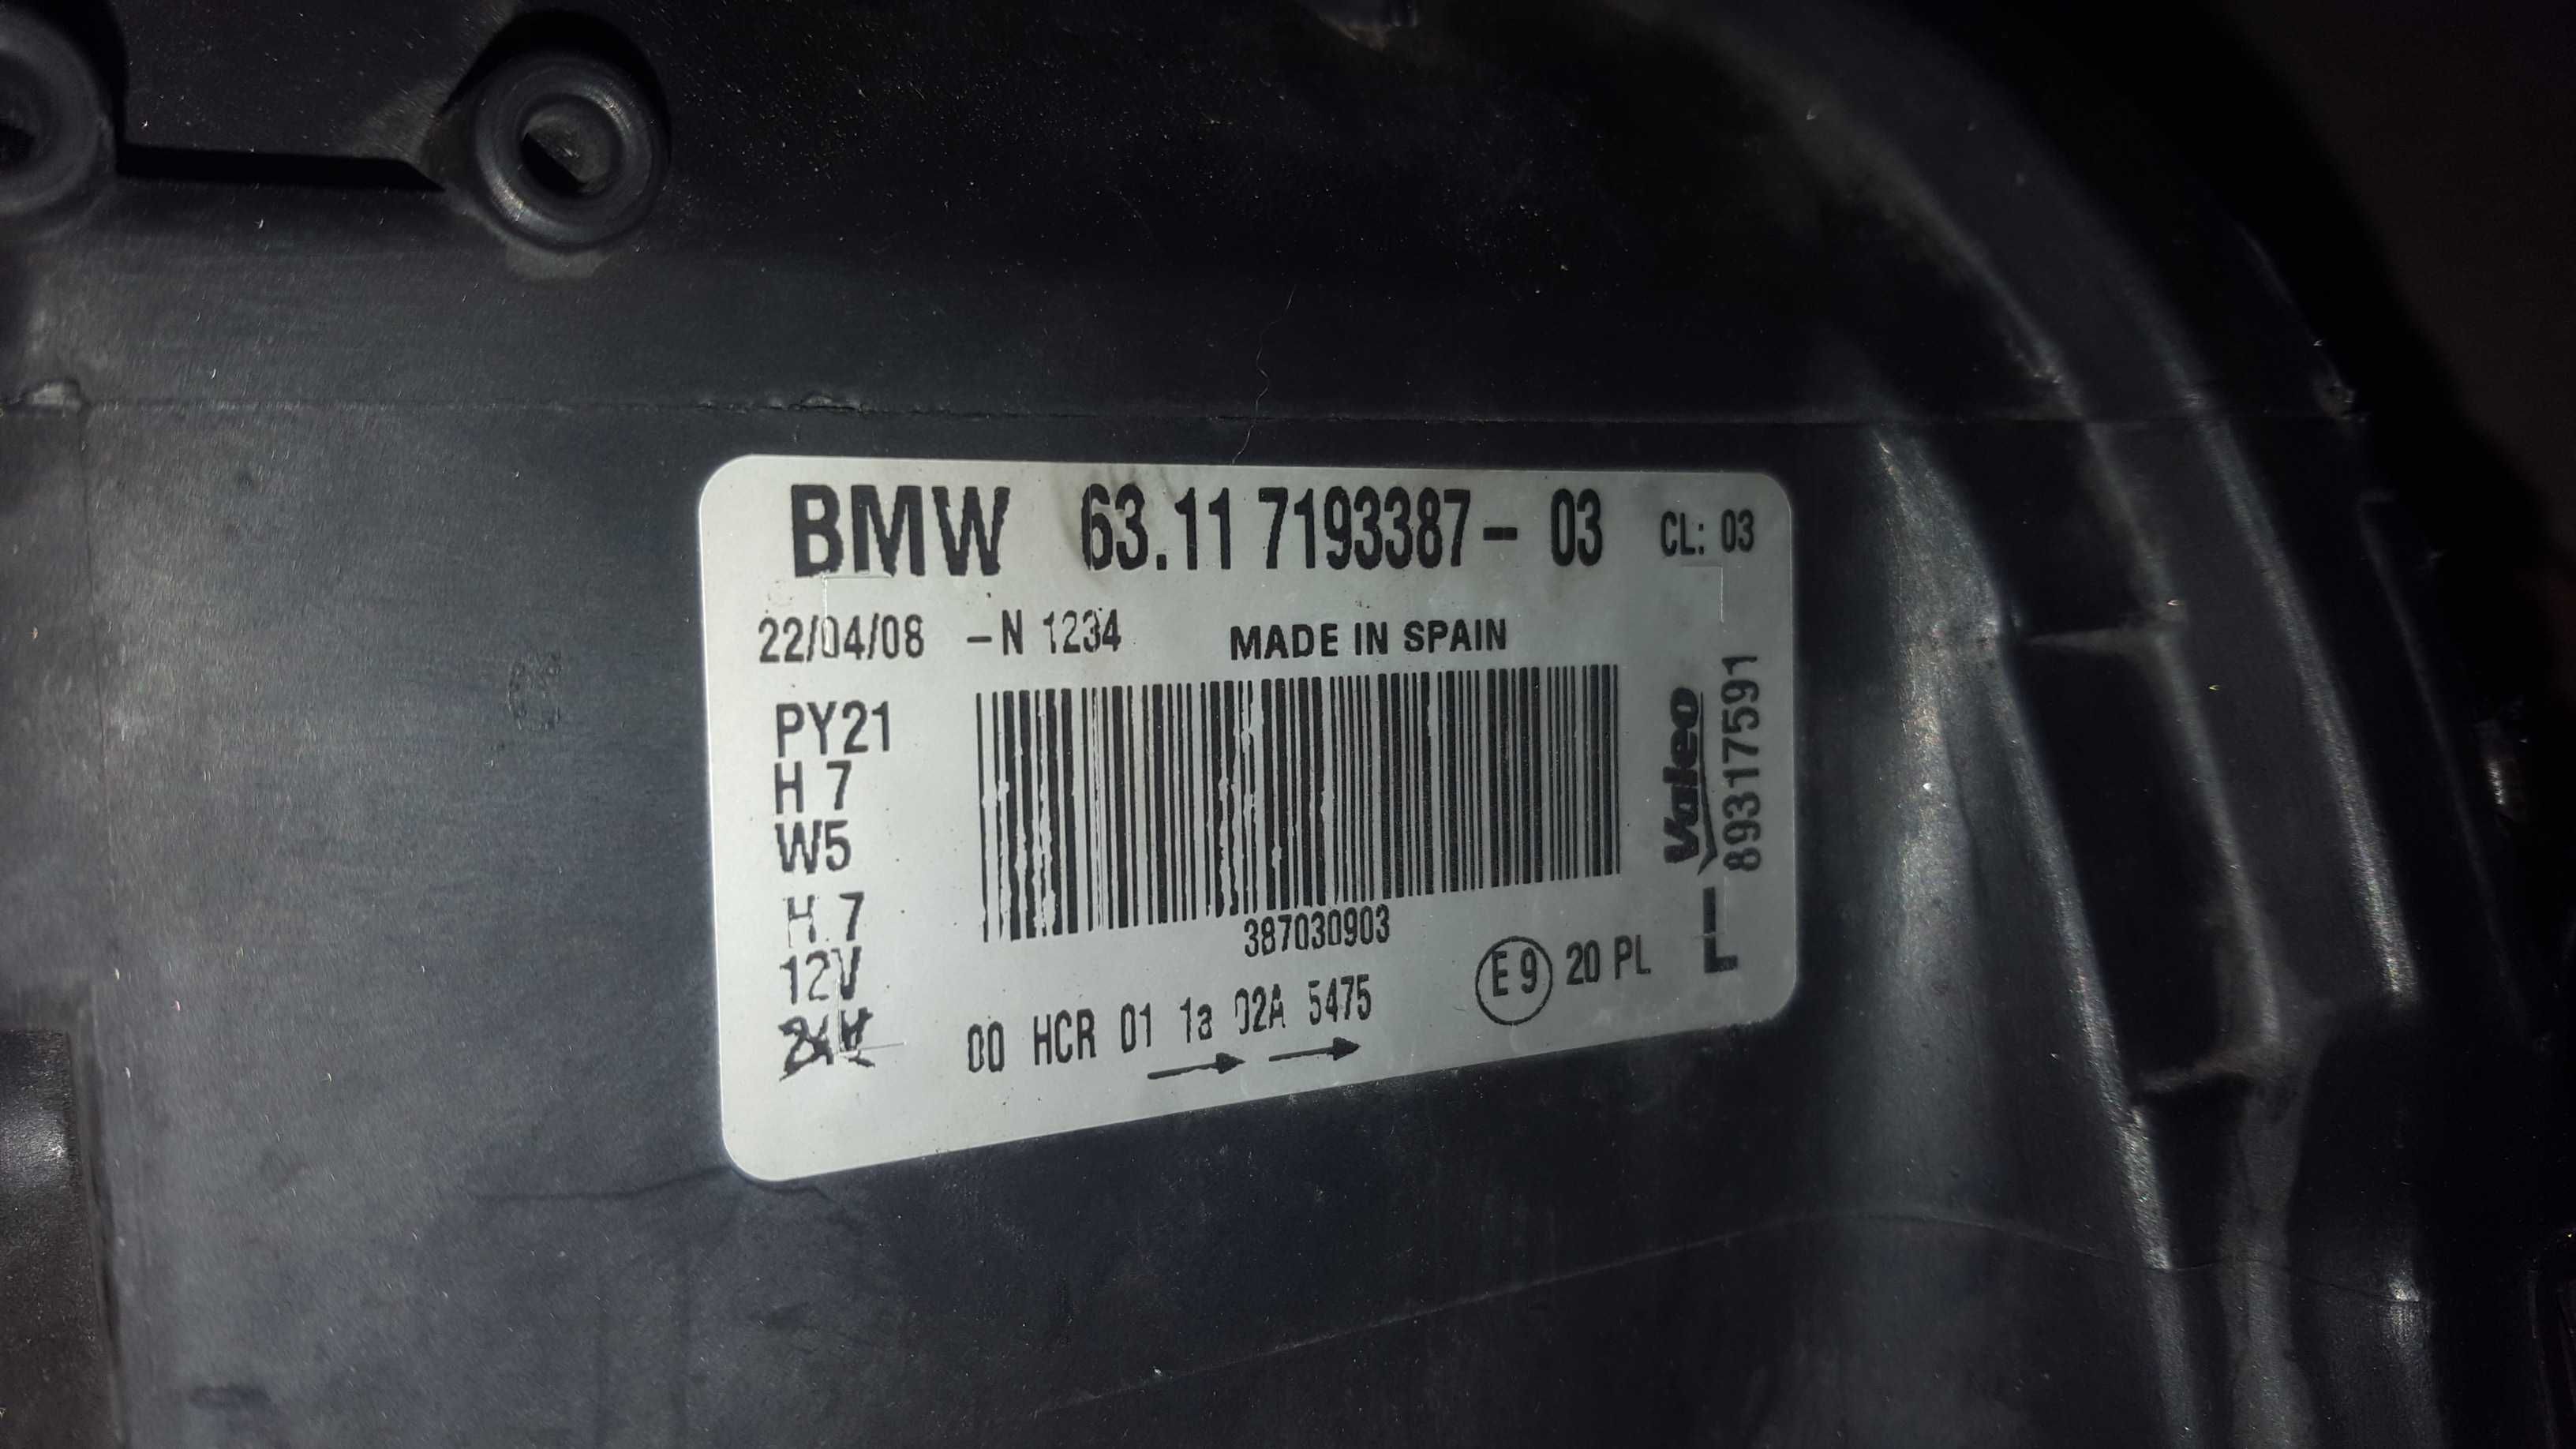 BMW 63.11 7193387- 03 CL: 03
22/04/08 -N 1234 MADE IN SPAIN
PY21
H 7
W5
H 7
12V
24V
387030903
00 HCR 01 1a 02A 5475
E 9 20 PL
L
Valeo
89317591